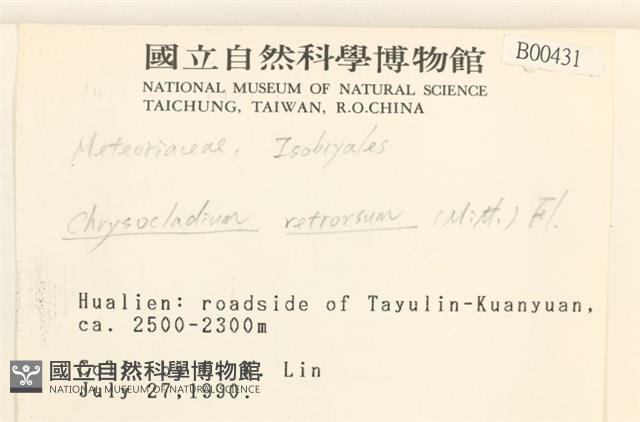 國立自然科學博物館
B00431
NATIONAL MUSEUM OF NATURAL SCIENCE
TAICHUNG, TAIWAN, R.O.CHINA
Meteoriaceae, Isobryales
Chrysocladium retrorsum (Mitt.) Fl.
Hualien: roadside of Tayulin-Kuanyuan,
ca. 2500-2300m
Lin
July 27,1990.
國立自然科學博物館
NATIONAL MUSEUM OF NATURAL SCIENCE